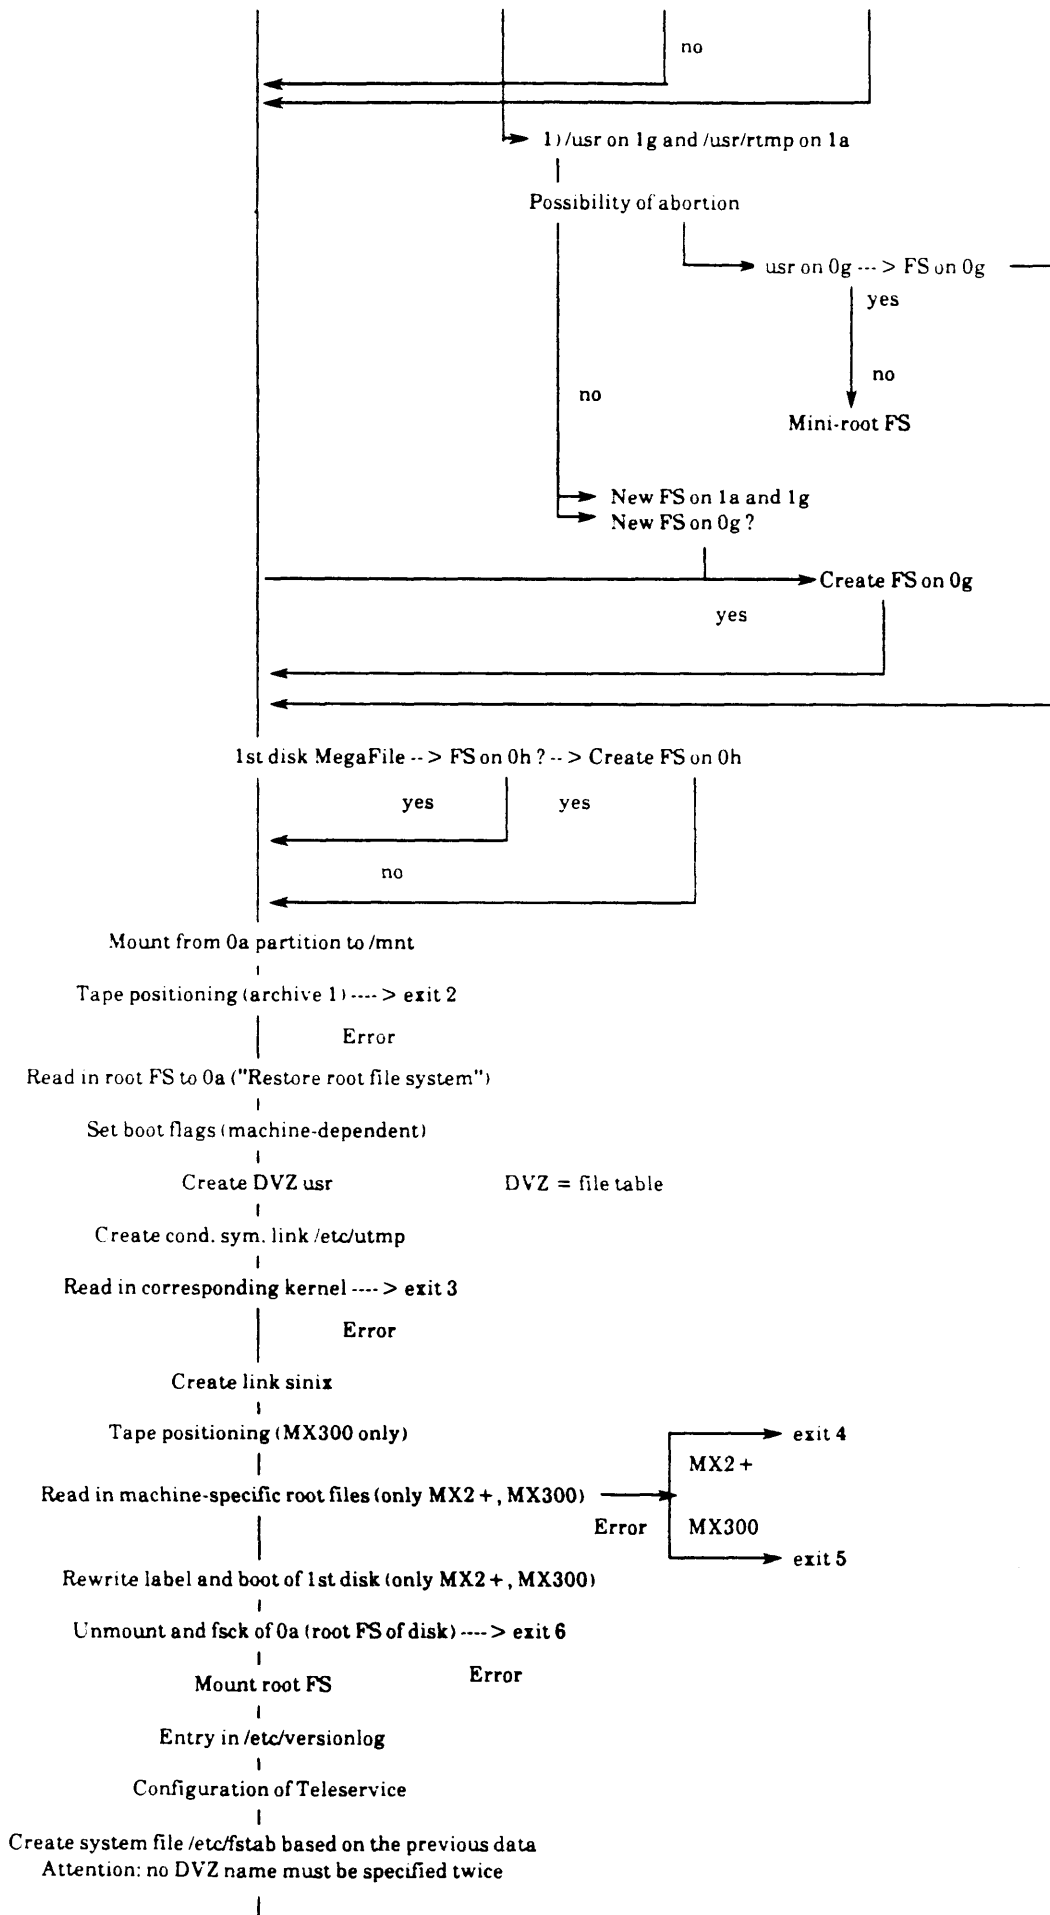 no
1) /usr on 1g and /usr/rtmp on 1a
Possibility of abortion
usr on 0g --- > FS on 0g
yes
no
no
Mini-root FS
New FS on 1a and 1g
New FS on 0g ?
Create FS on 0g
yes
1st disk MegaFile -- > FS on 0h ? -- > Create FS on 0h
yes yes
no
Mount from 0a partition to /mnt
Tape positioning (archive 1) ---- > exit 2
Error
Read in root FS to 0a ("Restore root file system")
Set boot flags (machine-dependent)
Create DVZ usr DVZ = file table
Create cond. sym. link /etc/utmp
Read in corresponding kernel ---- > exit 3
Error
Create link sinix
Tape positioning (MX300 only)
exit 4
MX2 +
Read in machine-specific root files (only MX2 + , MX300)
Error MX300
exit 5
Rewrite label and boot of 1st disk (only MX2 + , MX300)
Unmount and fsck of 0a (root FS of disk) ---- > exit 6
Error
Mount root FS
Entry in /etc/versionlog
Configuration of Teleservice
Create system file /etc/fstab based on the previous data
Attention: no DVZ name must be specified twice